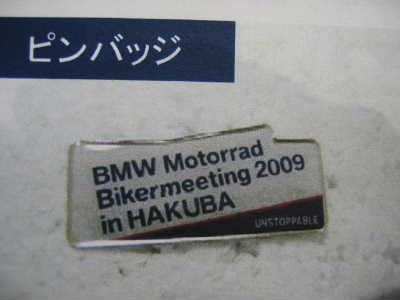 ピンバッジ
BMW Motorrad
Bikermeeting 2009
in HAKUBA
UNSTOPPABLE